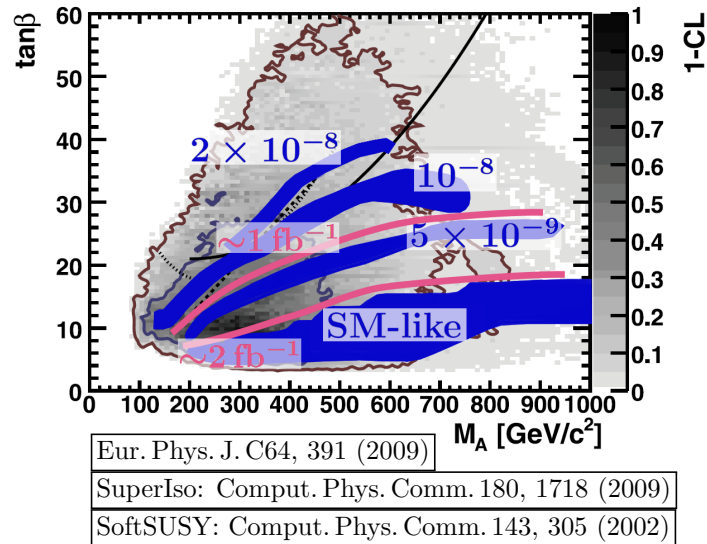 tanβ
60
50
40
30
20
10
0
2 × 10⁻⁸
10⁻⁸
~1 fb⁻¹
5 × 10⁻⁹
SM-like
~2 fb⁻¹
0 100 200 300 400 500 600 700 800 900 1000
M_A [GeV/c²]
1
0.9
0.8
0.7
0.6
0.5
0.4
0.3
0.2
0.1
0
1-CL
Eur. Phys. J. C64, 391 (2009)
SuperIso: Comput. Phys. Comm. 180, 1718 (2009)
SoftSUSY: Comput. Phys. Comm. 143, 305 (2002)